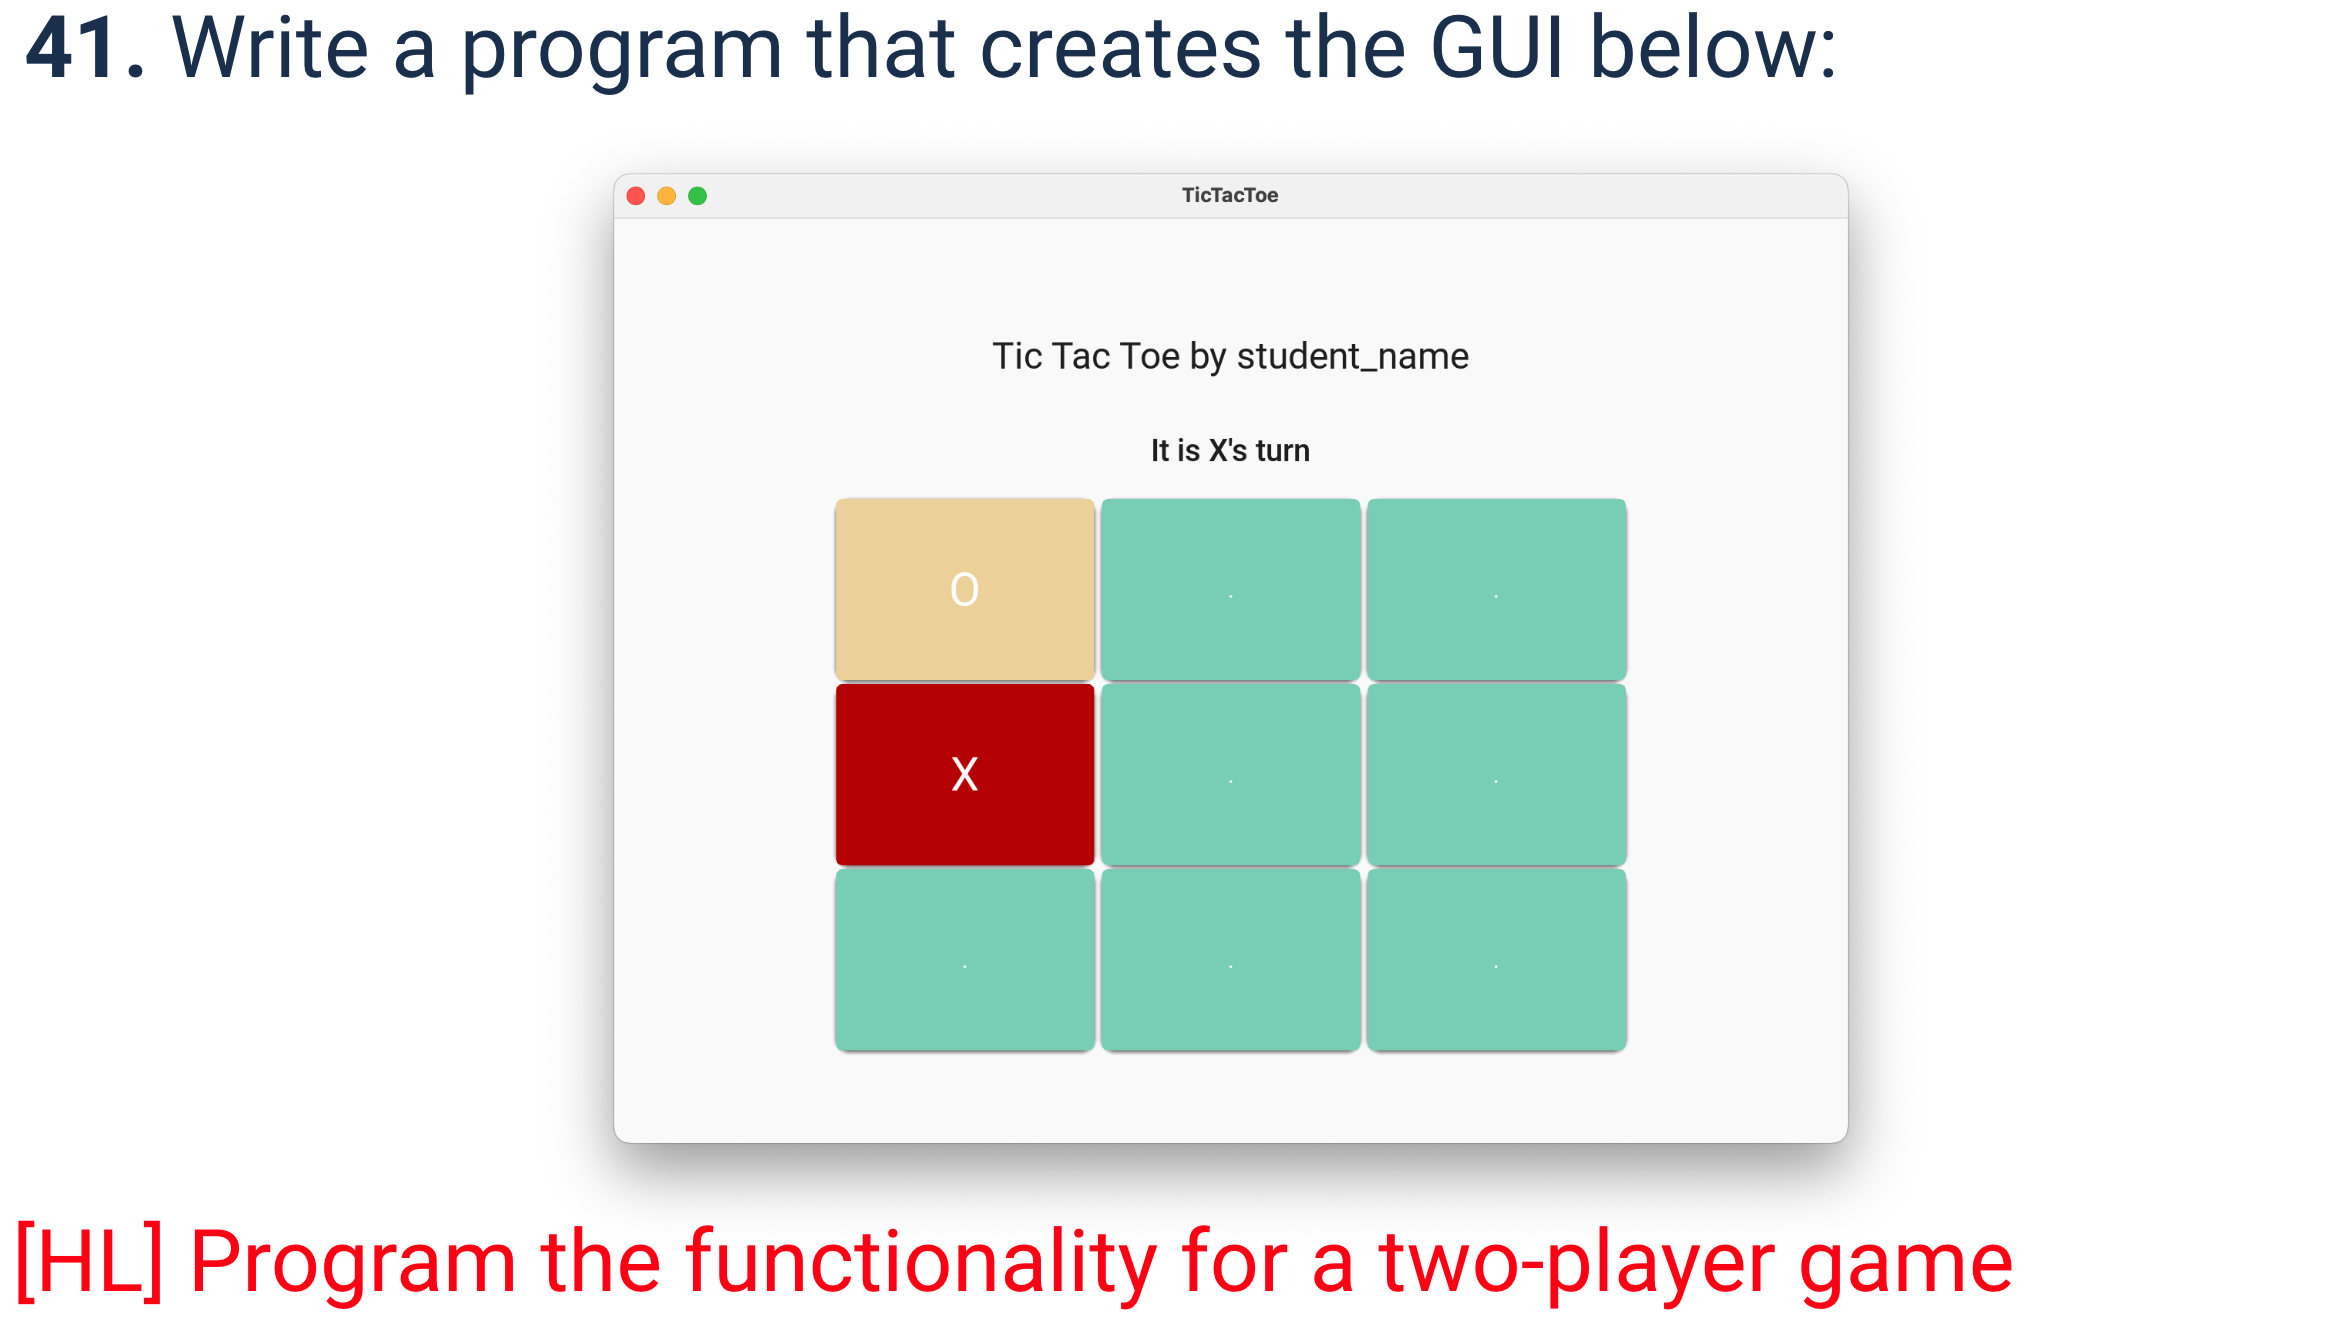 41. Write a program that creates the GUI below:
TicTacToe
Tic Tac Toe by student_name
It is X's turn
O . .
X . .
. . .
[HL] Program the functionality for a two-player game